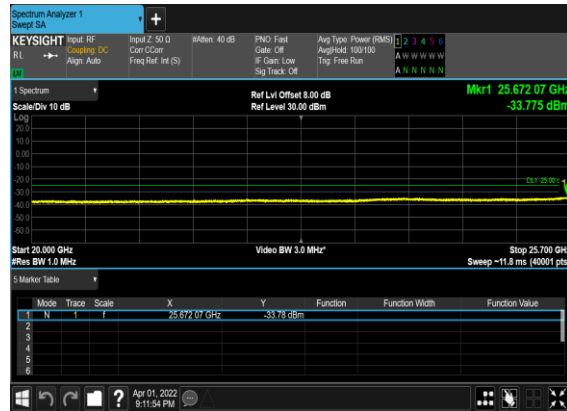 Spectrum Analyzer 1
Swept SA
+
KEYSIGHT Input: RF Input Z: 50 Ω #Atten: 40 dB PNO: Fast Avg Type: Power (RMS) 1 2 3 4 5 6
RL Coupling: DC Corr CCorr Gate: Off Avg|Hold: 100/100 A W W W W W
Align: Auto Freq Ref: Int (S) IF Gain: Low Trig: Free Run A N N N N N
Sig Track: Off
1 Spectrum Ref Lvl Offset 8.00 dB Mkr1 25.672 07 GHz
Scale/Div 10 dB Ref Level 30.00 dBm -33.775 dBm
Log
20.0
10.0
0.00
-10.0
-20.0
DL1 -25.00
-30.0
-40.0
-50.0
-60.0
Start 20.000 GHz Video BW 3.0 MHz* Stop 25.700 GHz
#Res BW 1.0 MHz Sweep ~11.8 ms (40001 pts)
5 Marker Table
Mode Trace Scale X Y Function Function Width Function Value
1 N 1 f 25.672 07 GHz -33.78 dBm
2
3
4
5
6
? Apr 01, 2022
9:11:54 PM